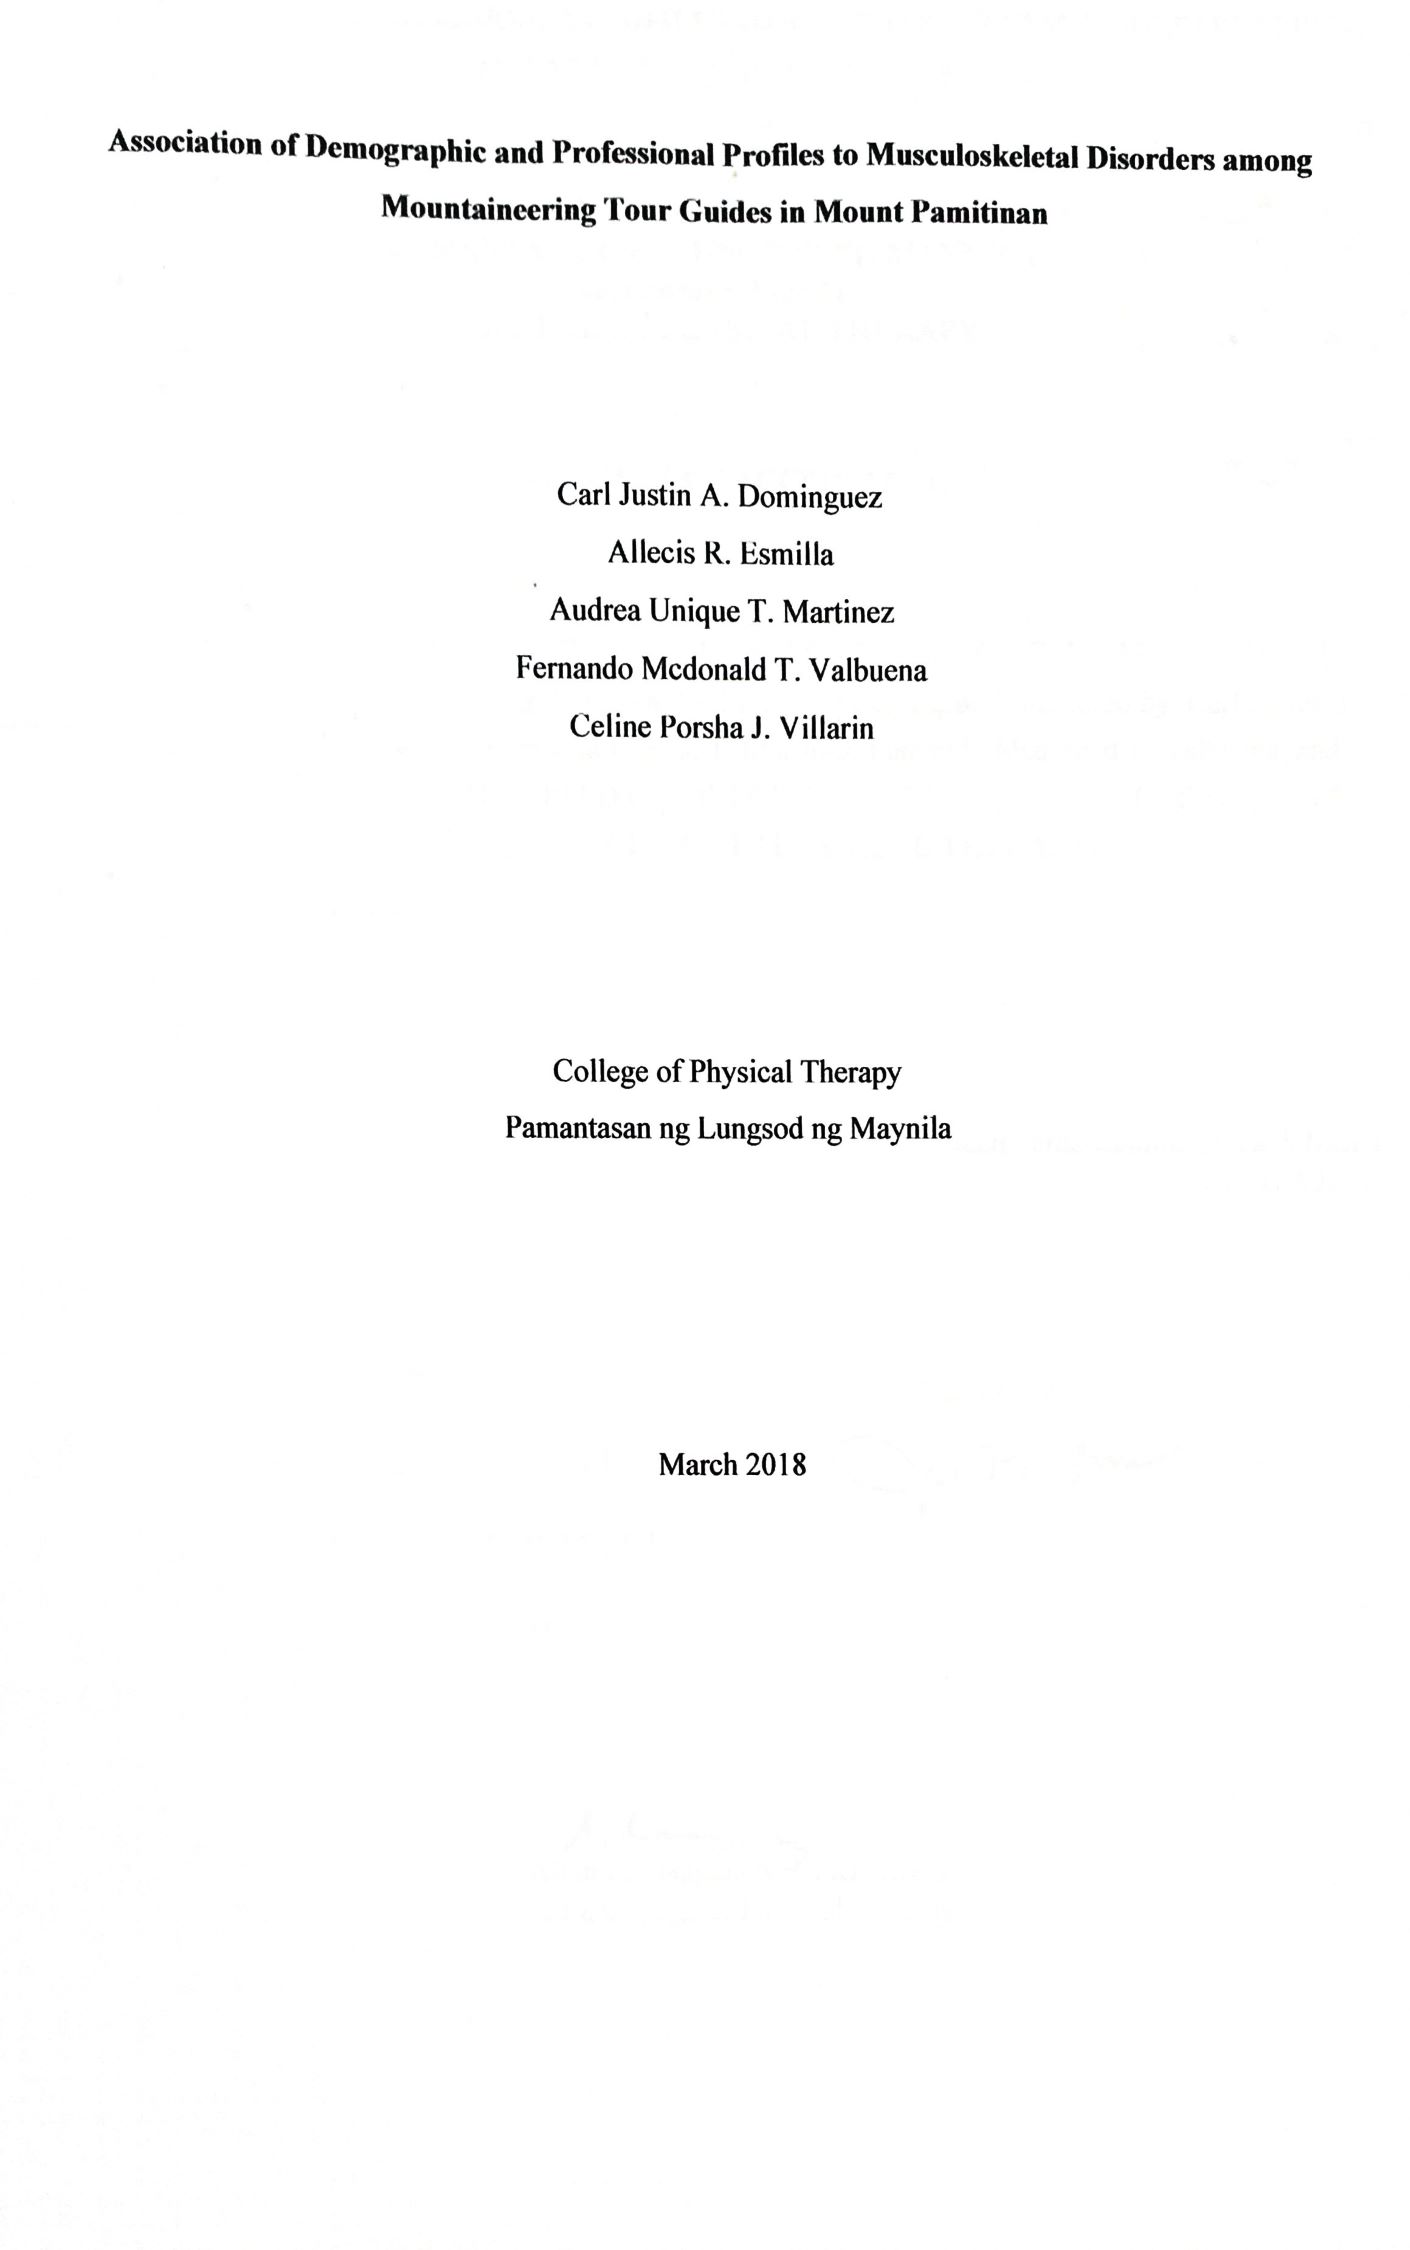 Association of Demographic and Professional Profiles to Musculoskeletal Disorders among
Mountaineering Tour Guides in Mount Pamitinan
Carl Justin A. Dominguez
Allecis R. Esmilla
Audrea Unique T. Martinez
Fernando Mcdonald T. Valbuena
Celine Porsha J. Villarin
College of Physical Therapy
Pamantasan ng Lungsod ng Maynila
March 2018